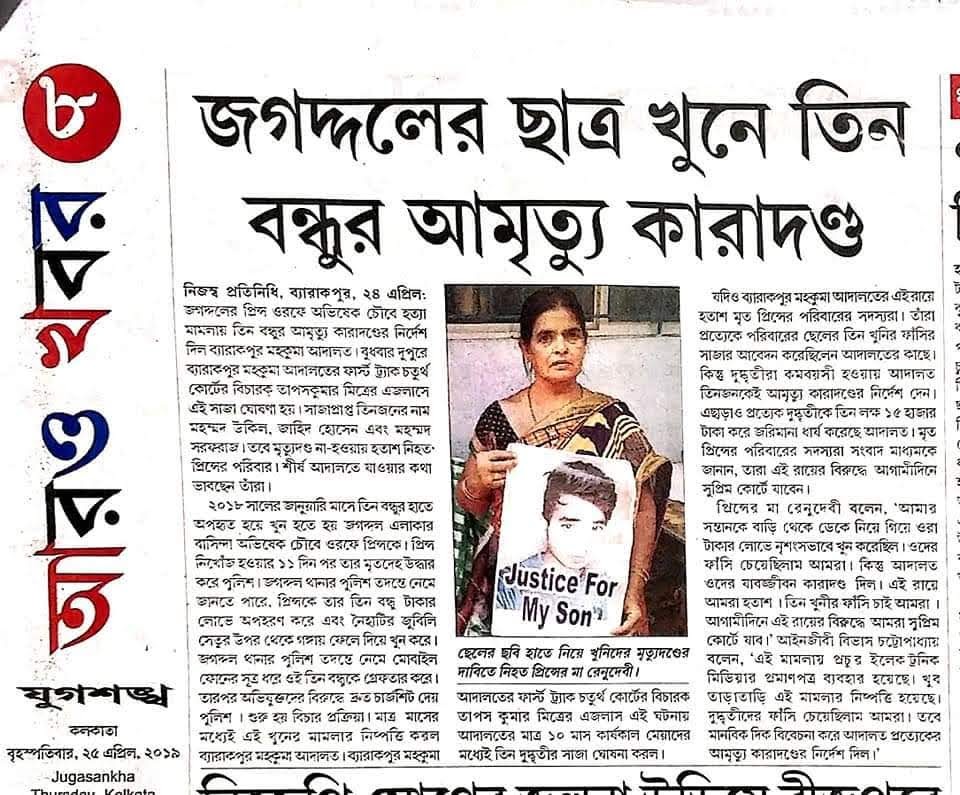 ৮
আরও খবর
যুগশঙ্খ
কলকাতা
বৃহস্পতিবার, ২৫ এপ্রিল, ২০১৯
Jugasankha
Thursday, Kolkata
জগদ্দলের ছাত্র খুনে তিন
বন্ধুর আমৃত্যু কারাদণ্ড
নিজস্ব প্রতিনিধি, ব্যারাকপুর, ২৪ এপ্রিল:
জগদ্দলের প্রিন্স ওরফে অভিষেক চৌবে হত্যা
মামলায় তিন বন্ধুর আমৃত্যু কারাদণ্ডের নির্দেশ
দিল ব্যারাকপুর মহকুমা আদালত। বুধবার দুপুরে
ব্যারাকপুর মহকুমা আদালতের ফার্স্ট ট্র্যাক চতুর্থ
কোর্টের বিচারক তাপসকুমার মিত্রের এজলাসে
এই সাজা ঘোষণা হয়। সাজাপ্রাপ্ত তিনজনের নাম
মহম্মদ উকিল, জাহিদ হোসেন এবং মহম্মদ
সরফরাজ। তবে মৃত্যুদণ্ড না-হওয়ায় হতাশ নিহত
প্রিন্সের পরিবার। শীর্ষ আদালতে যাওয়ার কথা
ভাবছেন তাঁরা।
২০১৮ সালের জানুয়ারি মাসে তিন বন্ধুর হাতে
অপহৃত হয়ে খুন হতে হয় জগদ্দল এলাকার
বাসিন্দা অভিষেক চৌবে ওরফে প্রিন্সকে। প্রিন্স
নিখোঁজ হওয়ার ১১ দিন পর তার মৃতদেহ উদ্ধার
করে পুলিশ। জগদ্দল থানার পুলিশ তদন্তে নেমে
জানতে পারে, প্রিন্সকে তার তিন বন্ধু টাকার
লোভে অপহরণ করে এবং নৈহাটির জুবিলি
সেতুর উপর থেকে গঙ্গায় ফেলে দিয়ে খুন করে।
জগদ্দল থানার পুলিশ তদন্তে নেমে মোবাইল
ফোনের সূত্র ধরে ওই তিন বন্ধুকে গ্রেফতার করে।
তারপর অভিযুক্তদের বিরুদ্ধে দ্রুত চার্জশিট দেয়
পুলিশ। শুরু হয় বিচার প্রক্রিয়া। মাত্র মাসের
মধ্যেই এই খুনের মামলার নিষ্পত্তি করল
ব্যারাকপুর মহকুমা আদালত। ব্যারাকপুর মহকুমা
Justice For
My Son
ছেলের ছবি হাতে নিয়ে খুনিদের মৃত্যুদণ্ডের
দাবিতে নিহত প্রিন্সের মা রেনুদেবী।
আদালতের ফার্স্ট ট্র্যাক চতুর্থ কোর্টের বিচারক
তাপস কুমার মিত্রের এজলাস এই ঘটনায়
আদালতের মাত্র ১০ মাস কার্যকাল মেয়াদের
মধ্যেই তিন দুষ্কৃতীর সাজা ঘোষনা করল।
যদিও ব্যারাকপুর মহকুমা আদালতের এই রায়ে
হতাশ মৃত প্রিন্সের পরিবারের সদস্যরা। তাঁরা
প্রত্যেকে পরিবারের ছেলের তিন খুনির ফাঁসির
সাজার আবেদন করেছিলেন আদালতের কাছে।
কিন্তু দুষ্কৃতীরা কমবয়সী হওয়ায় আদালত
তিনজনকেই আমৃত্যু কারাদণ্ডের নির্দেশ দেন।
এছাড়াও প্রত্যেক দুষ্কৃতীকে তিন লক্ষ ১৫ হাজার
টাকা করে জরিমানা ধার্য করেছে আদালত। মৃত
প্রিন্সের পরিবারের সদস্যরা সংবাদ মাধ্যমকে
জানান, তারা এই রায়ের বিরুদ্ধে আগামীদিনে
সুপ্রিম কোর্টে যাবেন।
প্রিন্সের মা রেনুদেবী বলেন, 'আমার
সন্তানকে বাড়ি থেকে ডেকে নিয়ে গিয়ে ওরা
টাকার লোভে নৃশংসভাবে খুন করেছিল। ওদের
ফাঁসি চেয়েছিলাম আমরা। কিন্তু আদালত
ওদের যাবজ্জীবন কারাদণ্ড দিল। এই রায়ে
আমরা হতাশ। তিন খুনীর ফাঁসি চাই আমরা।
আগামীদিনে এই রায়ের বিরুদ্ধে আমরা সুপ্রিম
কোর্টে যাব।' আইনজীবী বিভাস চট্টোপাধ্যায়
বলেন, 'এই মামলায় প্রচুর ইলেকট্রনিক
মিডিয়ার প্রমাণপত্র ব্যবহার হয়েছে। খুব
তাড়াতাড়ি এই মামলার নিষ্পত্তি হয়েছে।
দুষ্কৃতীদের ফাঁসি চেয়েছিলাম আমরা। তবে
মানবিক দিক বিবেচনা করে আদালত প্রত্যেকের
আমৃত্যু কারাদণ্ডের নির্দেশ দিল।'